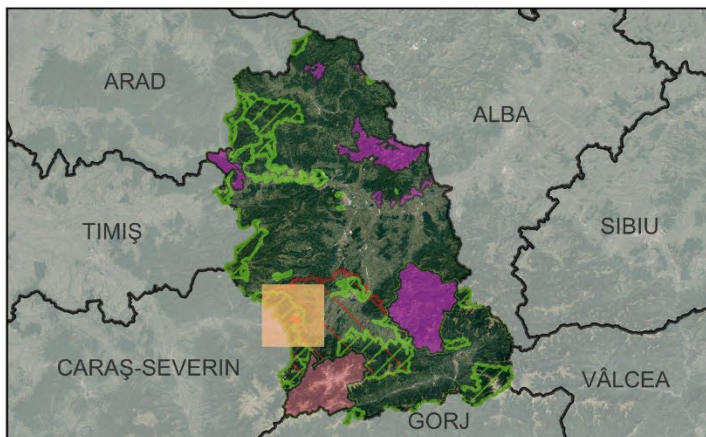 ARAD
ALBA
TIMIŞ
SIBIU
CARAŞ-SEVERIN
VÂLCEA
GORJ